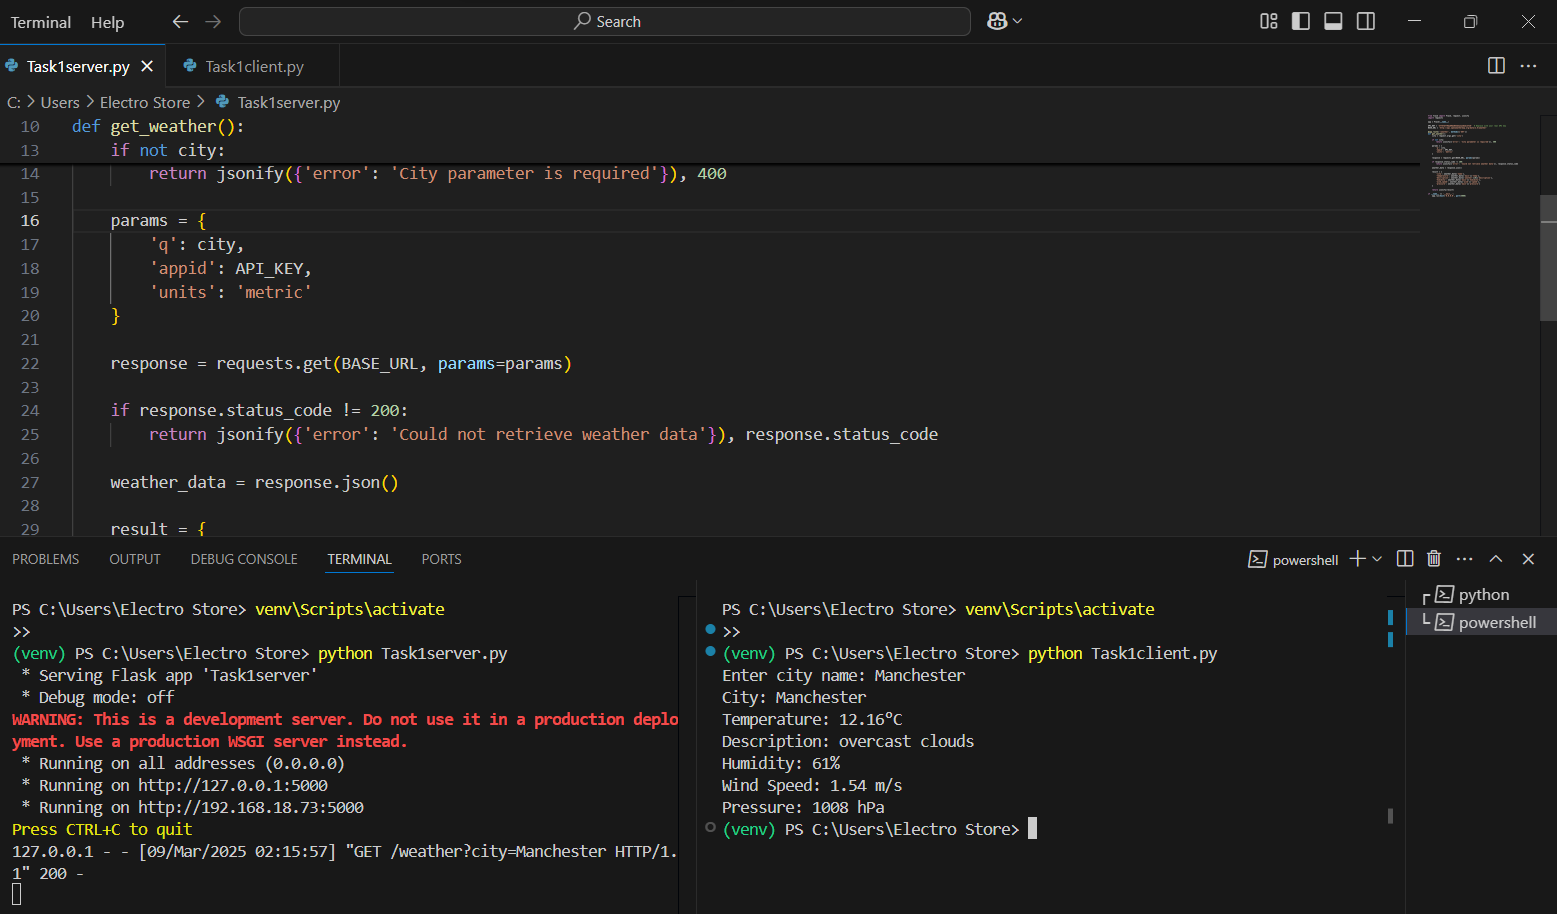 Terminal Help Search
Task1server.py Task1client.py
C: Users Electro Store Task1server.py
10 def get_weather():
13 if not city:
14 return jsonify({'error': 'City parameter is required'}), 400
15
16 params = {
17 'q': city,
18 'appid': API_KEY,
19 'units': 'metric'
20 }
21
22 response = requests.get(BASE_URL, params=params)
23
24 if response.status_code != 200:
25 return jsonify({'error': 'Could not retrieve weather data'}), response.status_code
26
27 weather_data = response.json()
28
29 result = {
PROBLEMS OUTPUT DEBUG CONSOLE TERMINAL PORTS powershell
PS C:\Users\Electro Store> venv\Scripts\activate
>>
(venv) PS C:\Users\Electro Store> python Task1server.py
* Serving Flask app 'Task1server'
* Debug mode: off
WARNING: This is a development server. Do not use it in a production deplo
yment. Use a production WSGI server instead.
* Running on all addresses (0.0.0.0)
* Running on http://127.0.0.1:5000
* Running on http://192.168.18.73:5000
Press CTRL+C to quit
127.0.0.1 - - [09/Mar/2025 02:15:57] "GET /weather?city=Manchester HTTP/1.
1" 200 -
PS C:\Users\Electro Store> venv\Scripts\activate
>>
(venv) PS C:\Users\Electro Store> python Task1client.py
Enter city name: Manchester
City: Manchester
Temperature: 12.16°C
Description: overcast clouds
Humidity: 61%
Wind Speed: 1.54 m/s
Pressure: 1008 hPa
(venv) PS C:\Users\Electro Store>
python
powershell